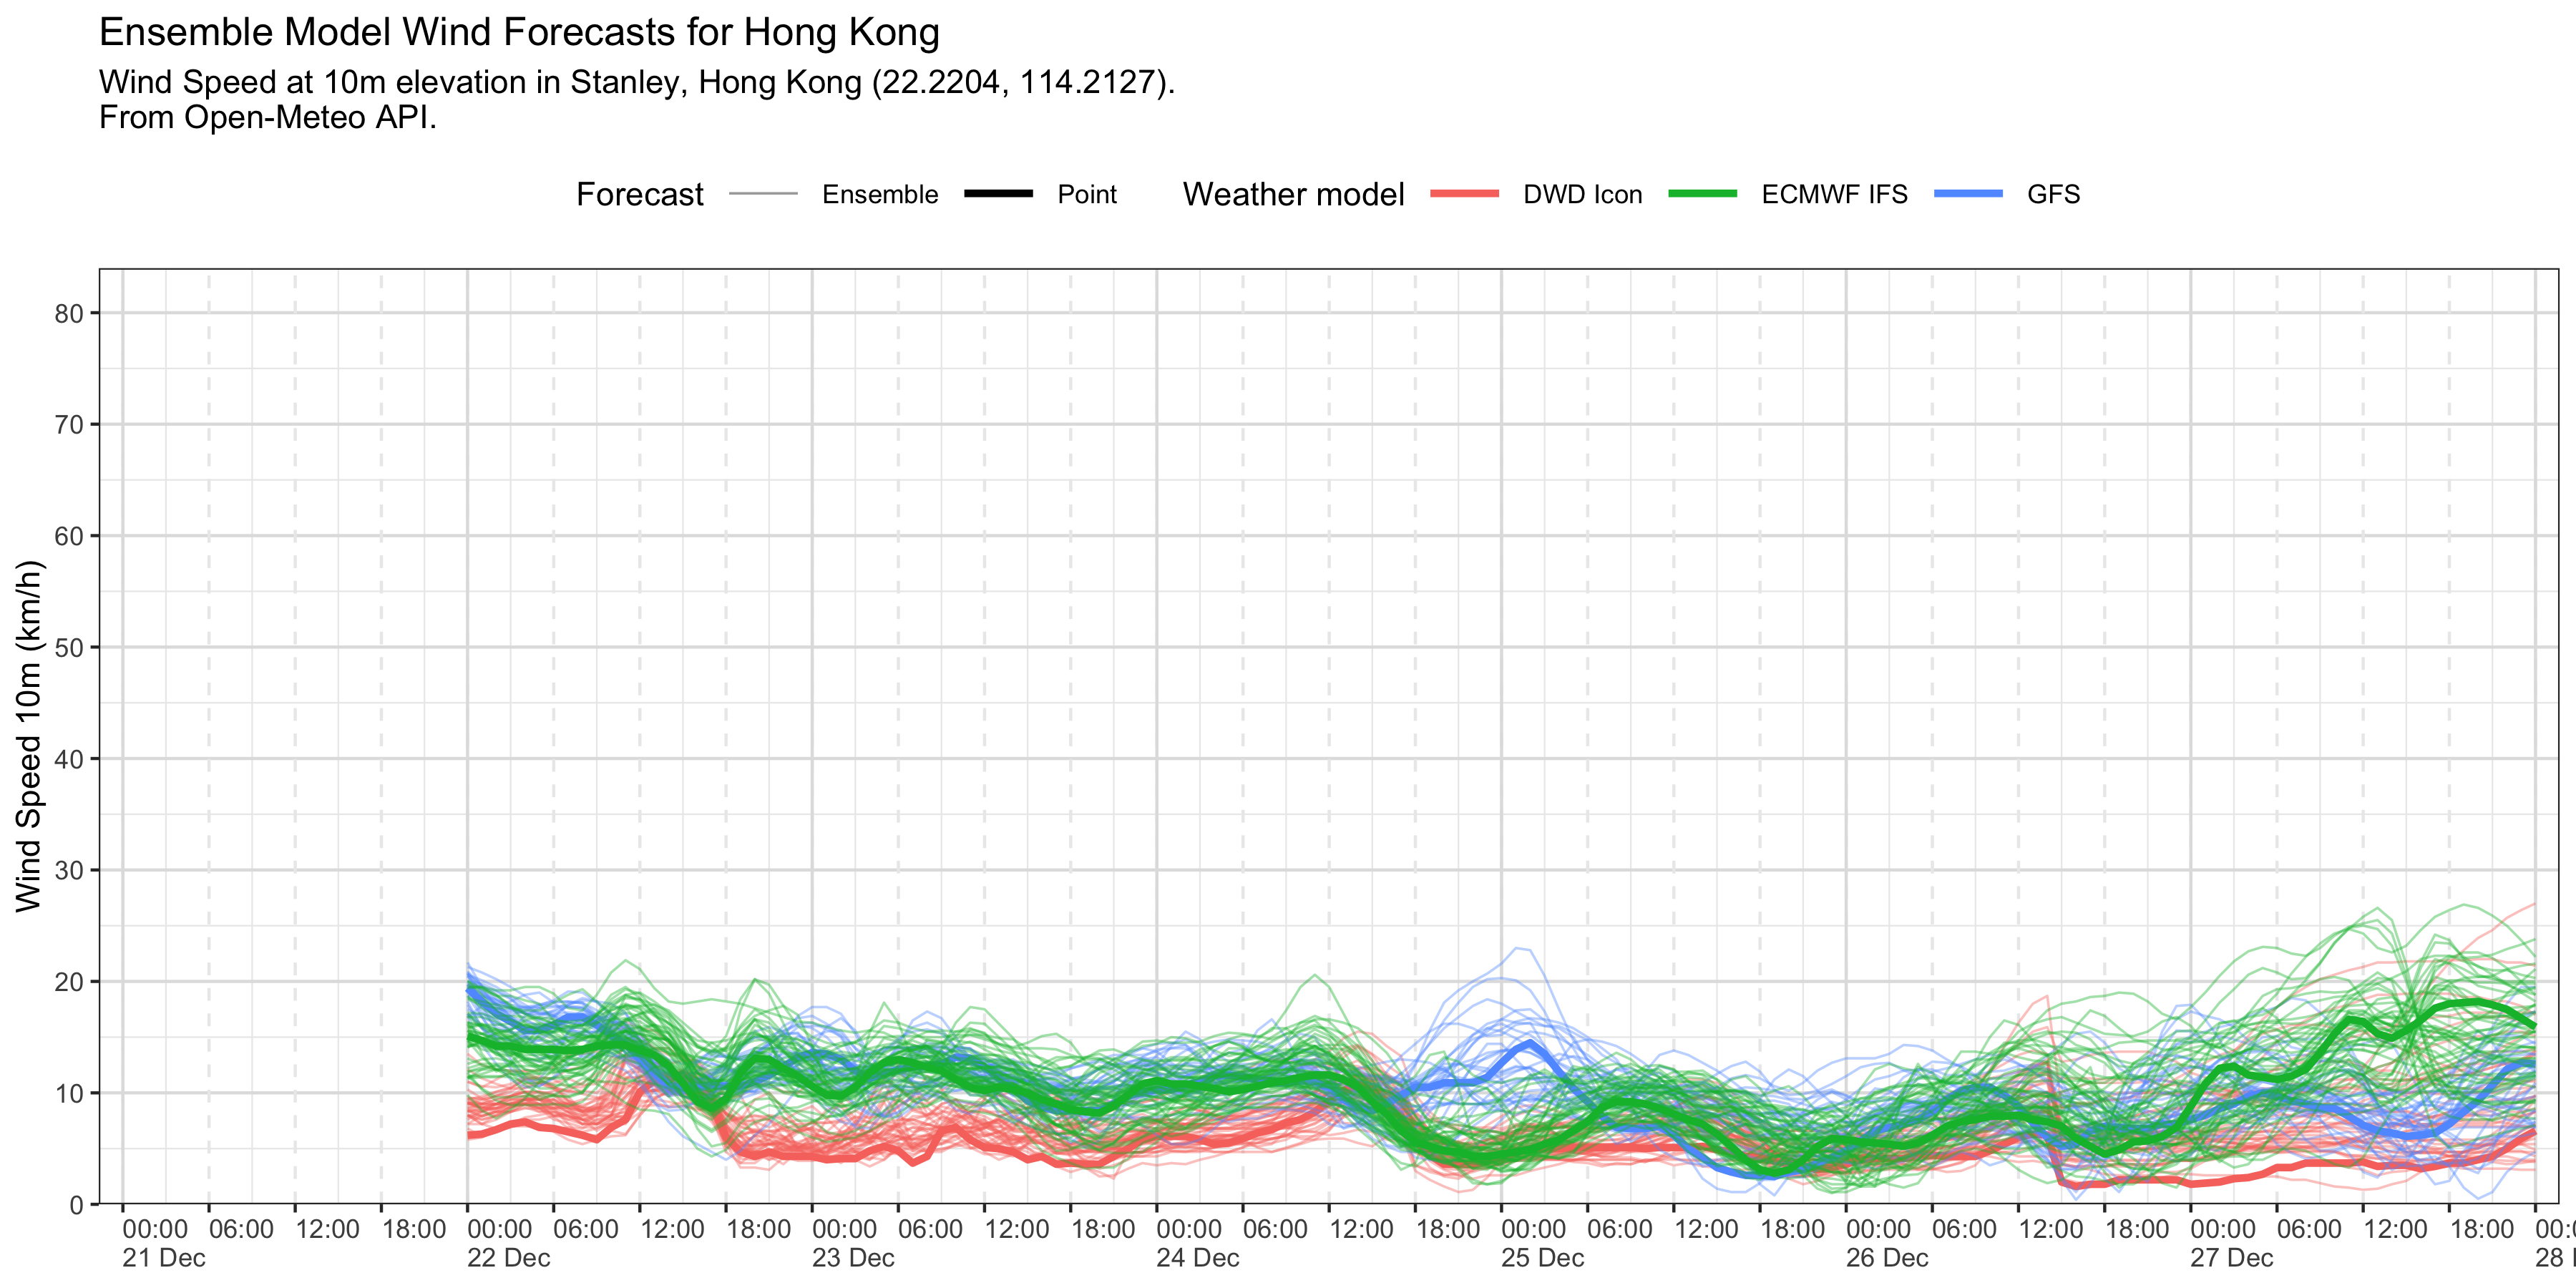 Ensemble Model Wind Forecasts for Hong Kong
Wind Speed at 10m elevation in Stanley, Hong Kong (22.2204, 114.2127).
From Open-Meteo API.
Forecast Ensemble Point Weather model DWD Icon ECMWF IFS GFS
Wind Speed 10m (km/h)
80
70
60
50
40
30
20
10
0
00:00 06:00 12:00 18:00 00:00 06:00 12:00 18:00 00:00 06:00 12:00 18:00 00:00 06:00 12:00 18:00 00:00 06:00 12:00 18:00 00:00 06:00 12:00 18:00 00:00 06:00 12:00 18:00
21 Dec 22 Dec 23 Dec 24 Dec 25 Dec 26 Dec 27 Dec 28